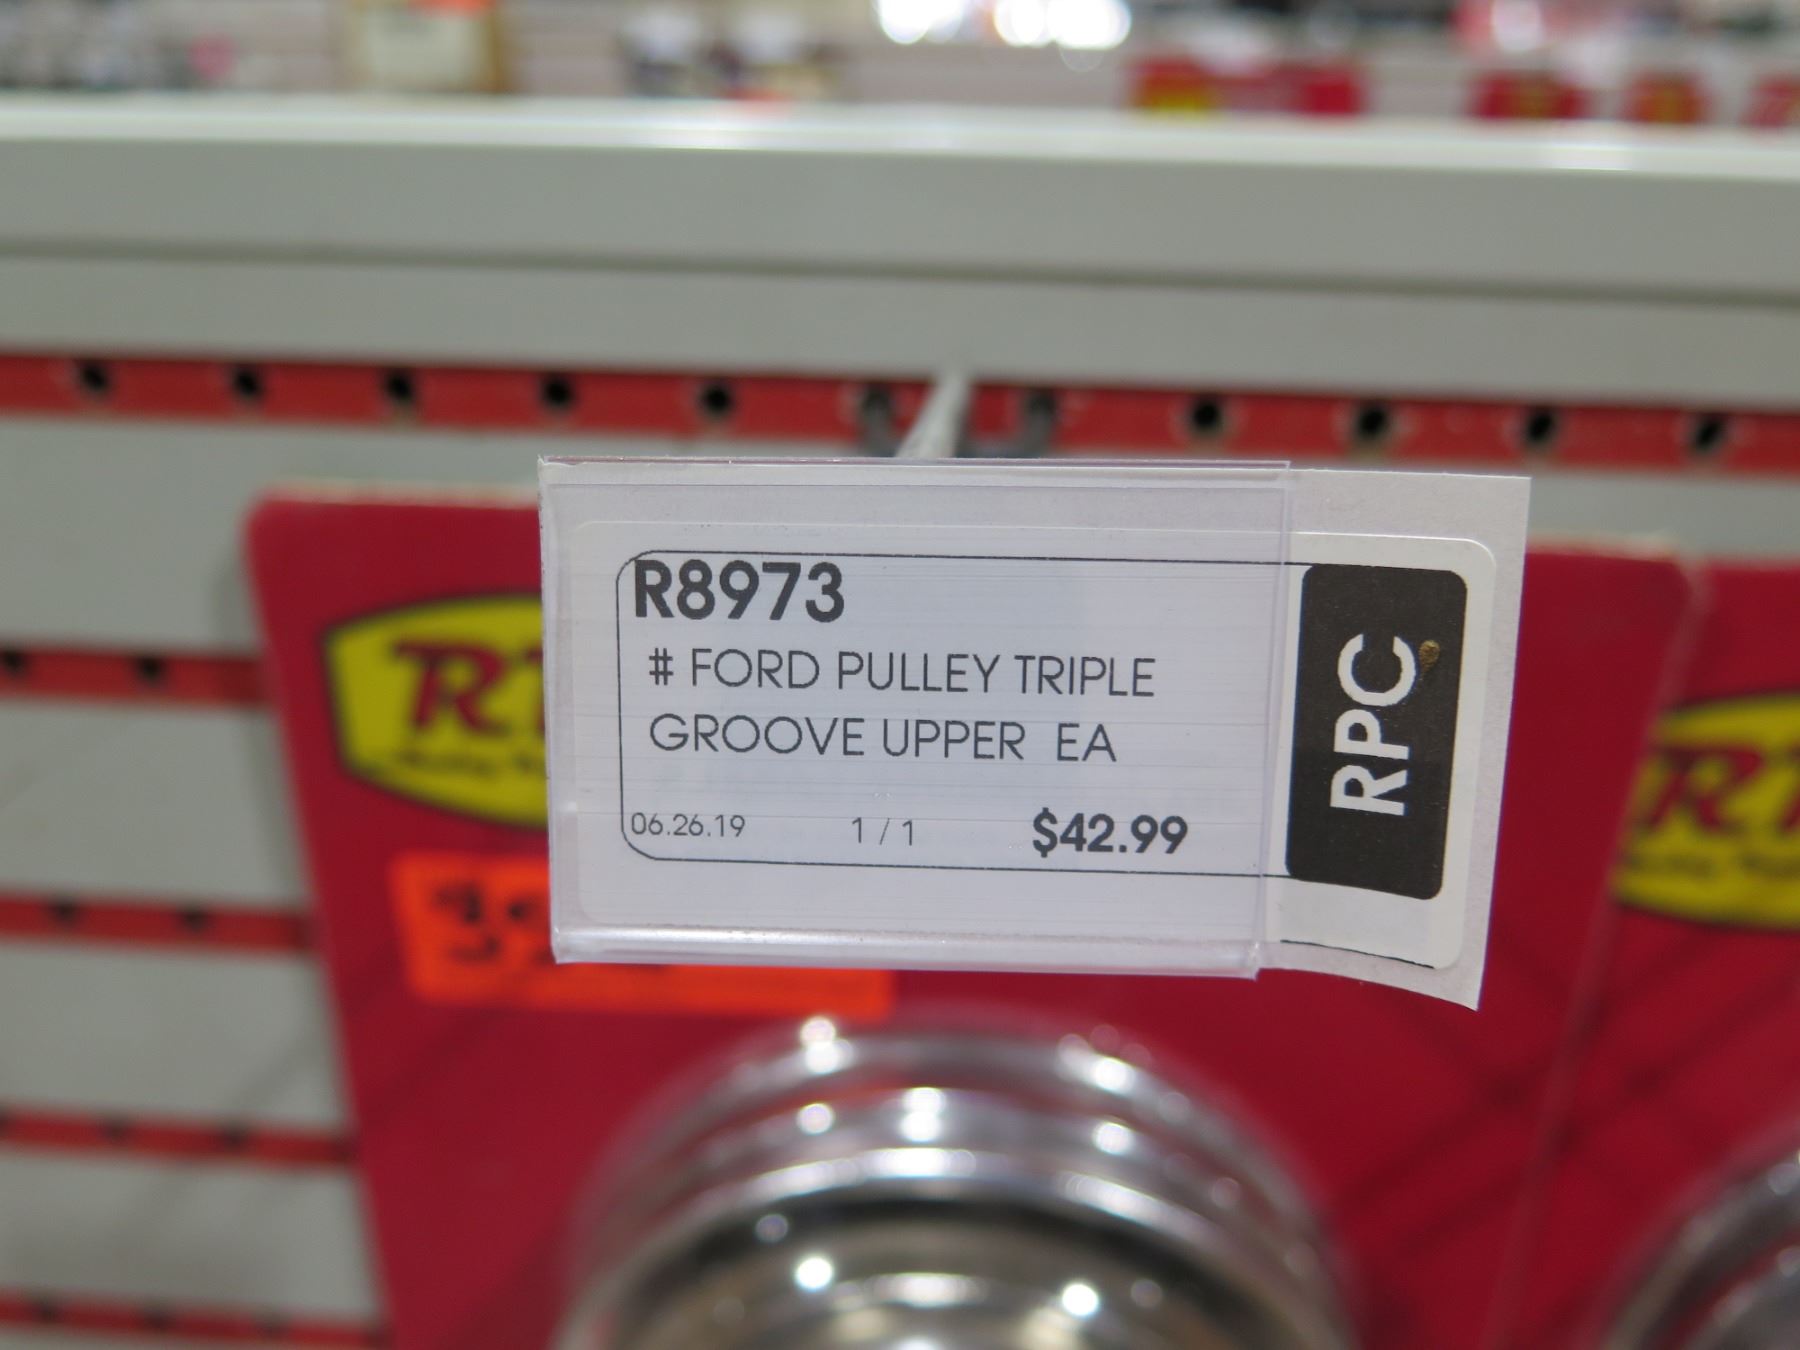 R8973
# FORD PULLEY TRIPLE
GROOVE UPPER EA
06.26.19 1 / 1 $42.99
RPC